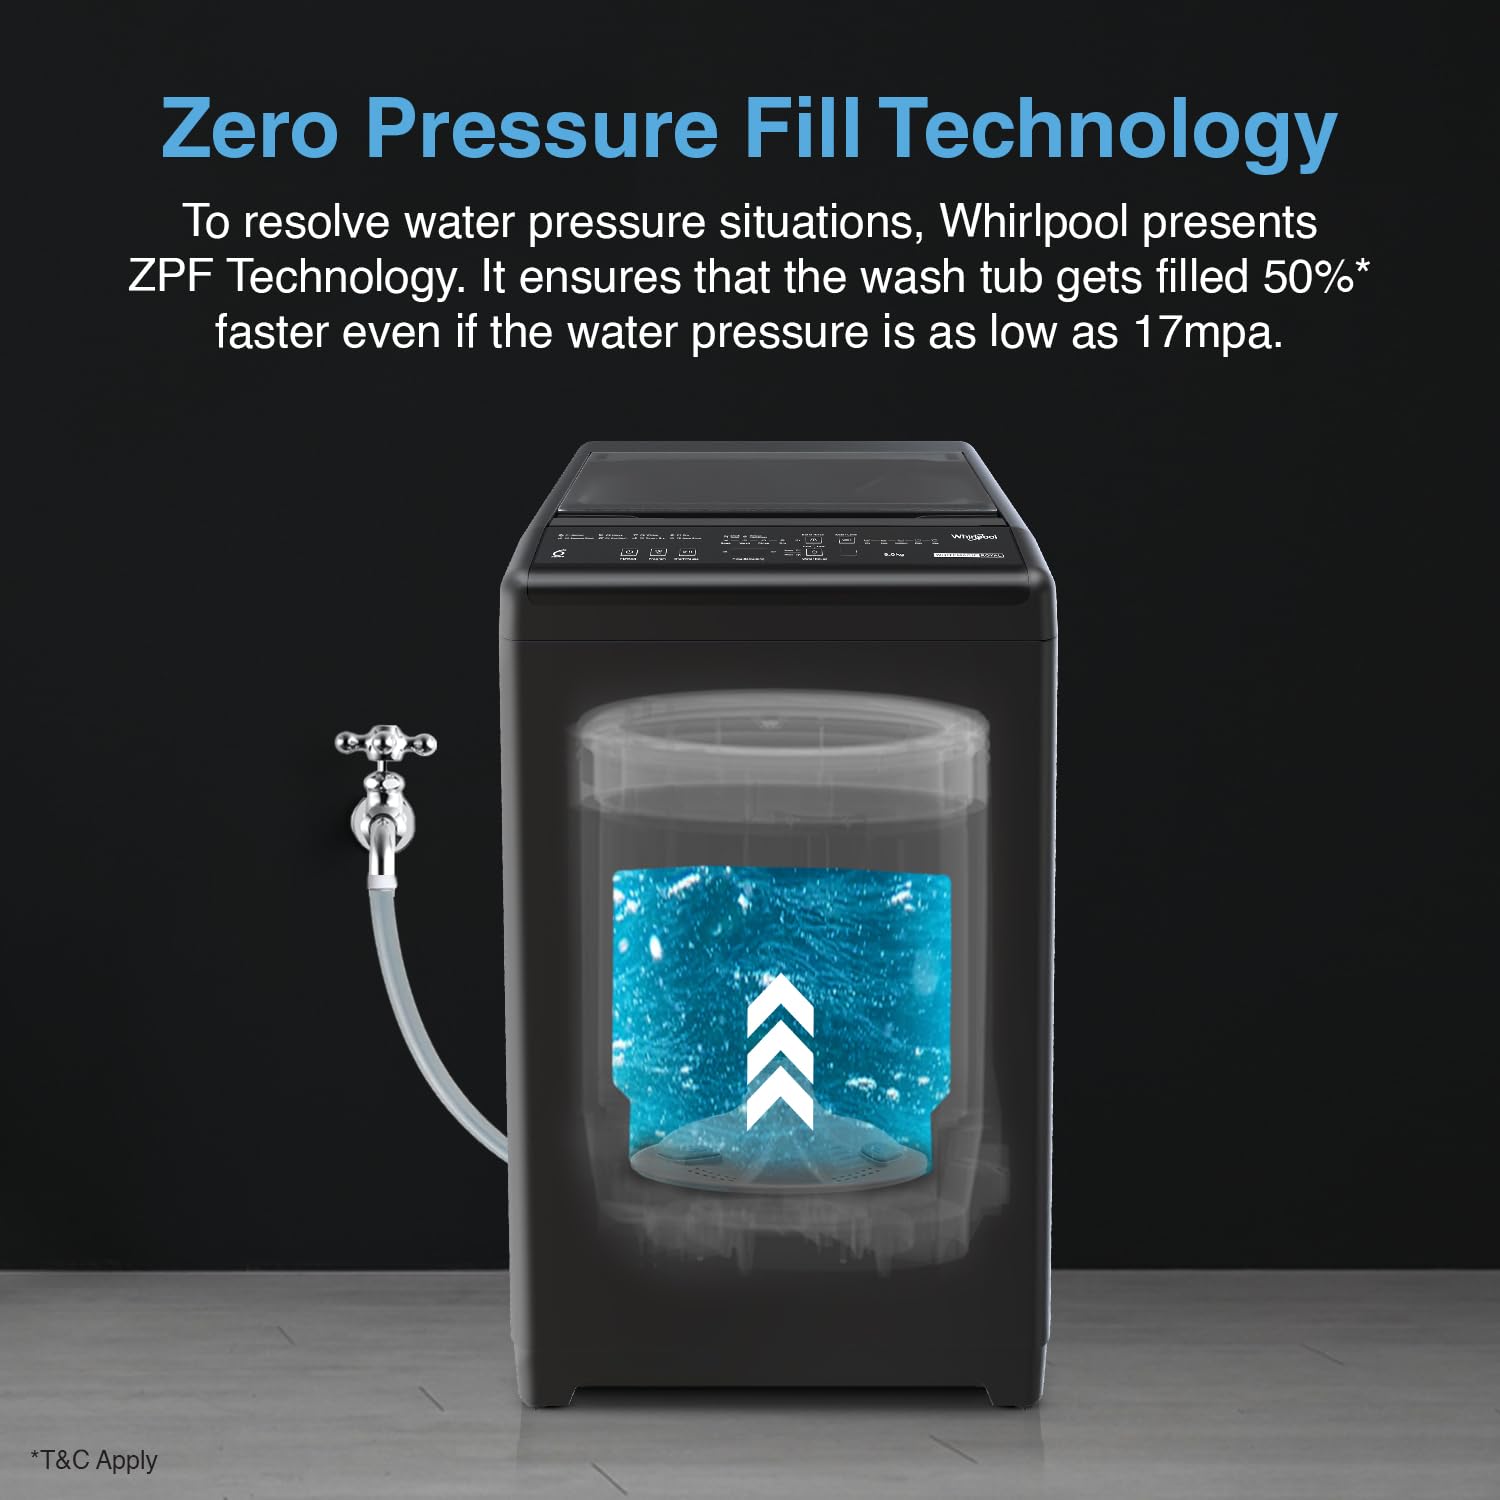 Zero Pressure Fill Technology
To resolve water pressure situations, Whirlpool presents
ZPF Technology. It ensures that the wash tub gets filled 50%*
faster even if the water pressure is as low as 17mpa.
Whirlpool
*T&C Apply